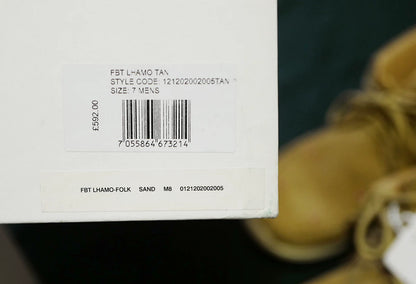 FBT LHAMO TAN
STYLE CODE: 121202002005TAN
SIZE: 7 MENS
£592.00
7 055864 673214
FBT LHAMO-FOLK SAND M8 0121202002005